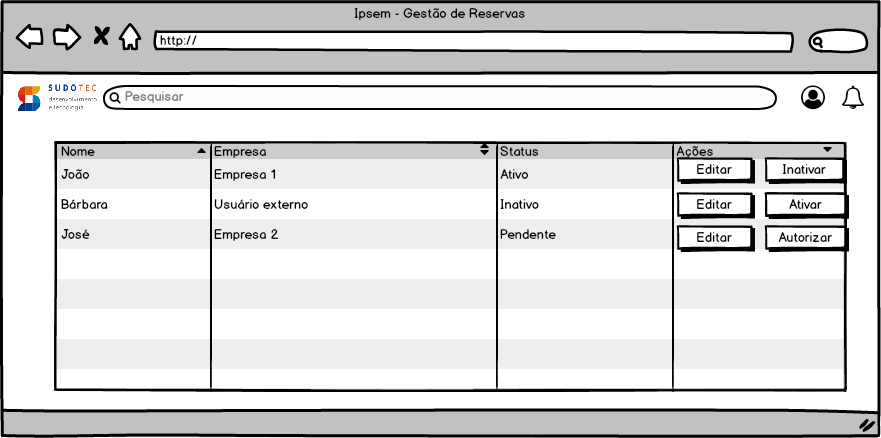 Ipsem - Gestão de Reservas
http://
SUDOTEC
desenvolvimento
e tecnologia
Pesquisar
Nome Empresa Status Ações
João Empresa 1 Ativo Editar Inativar
Bárbara Usuário externo Inativo Editar Ativar
José Empresa 2 Pendente Editar Autorizar